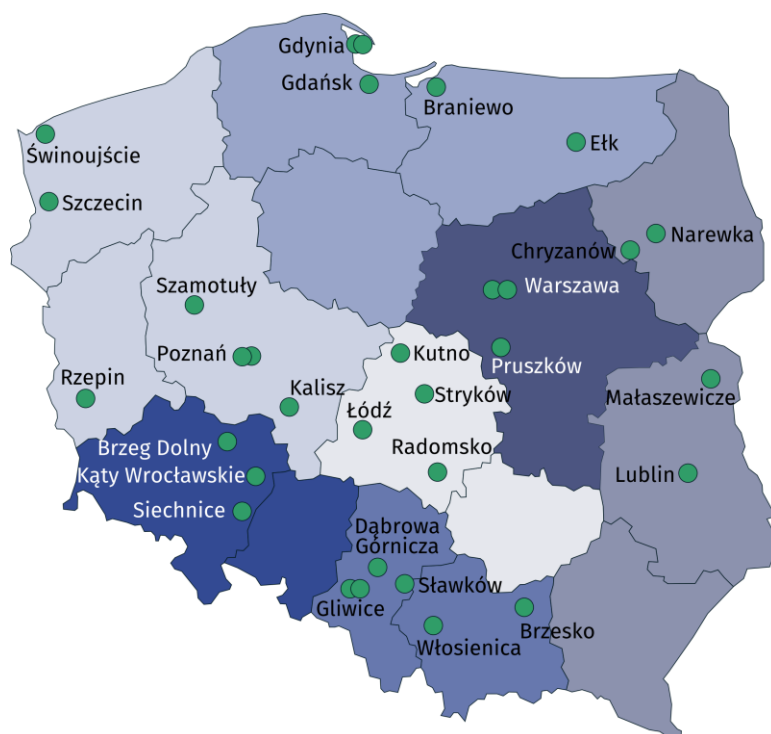 Gdynia
Gdańsk
Braniewo
Ełk
Świnoujście
Szczecin
Narewka
Chryzanów
Szamotuły
Warszawa
Poznań
Kutno
Pruszków
Rzepin
Kalisz
Stryków
Małaszewicze
Łódź
Brzeg Dolny
Radomsko
Kąty Wrocławskie
Lublin
Siechnice
Dąbrowa
Górnicza
Sławków
Gliwice
Brzesko
Włosienica